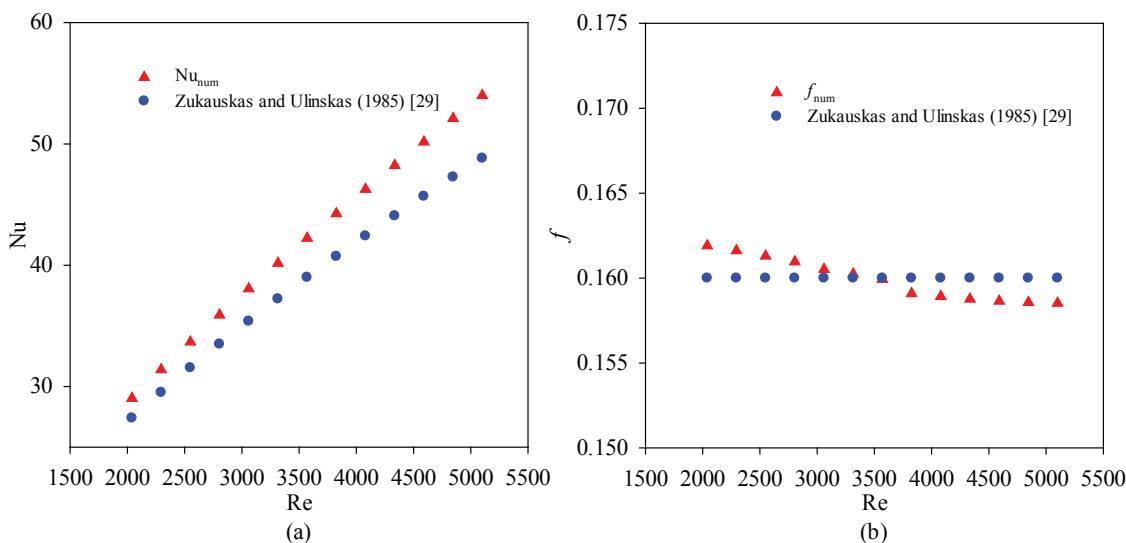 60
50
40
30
Nu
Nu_num
Zukauskas and Ulinskas (1985) [29]
1500 2000 2500 3000 3500 4000 4500 5000 5500
Re
(a)
0.175
0.170
0.165
0.160
0.155
0.150
f
f_num
Zukauskas and Ulinskas (1985) [29]
1500 2000 2500 3000 3500 4000 4500 5000 5500
Re
(b)